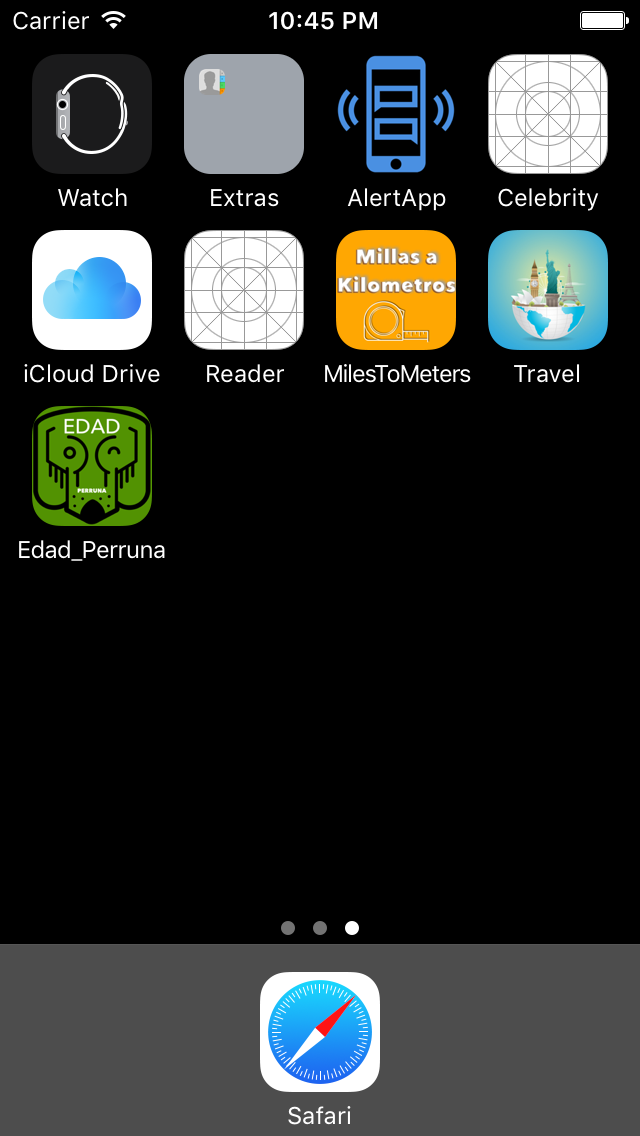 Carrier 10:45 PM
Watch Extras AlertApp Celebrity
Millas a
Kilometros
iCloud Drive Reader MilesToMeters Travel
EDAD
PERRUNA
Edad_Perruna
Safari